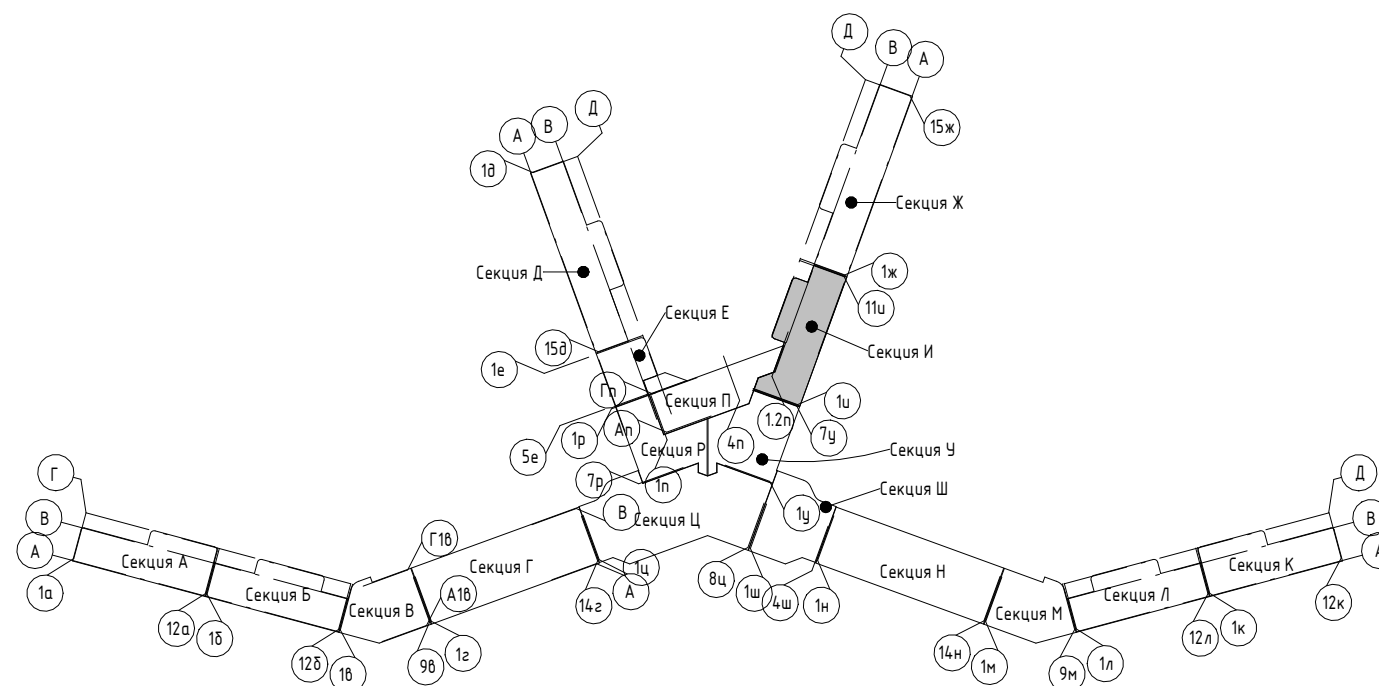 Д
В
А
15ж
Секция Ж
Д
В
А
1д
Секция Д
1ж
11и
Секция Е
Секция И
15д
1е
Гп
Секция П
Ап
1р
5е
4п
1.2п
1и
7у
Секция Р
Секция У
7р
1п
Секция Ш
1у
В
Секция Ц
Г
В
А
Секция А
1а
Секция Б
12а
1б
Г1в
Секция Г
Секция В
А1в
12б
1в
9в
1г
14г
1ц
А
8ц
1ш
4ш
1н
Секция Н
Секция М
14н
1м
9м
1л
Секция Л
Секция К
12л
1к
12к
Д
В
А